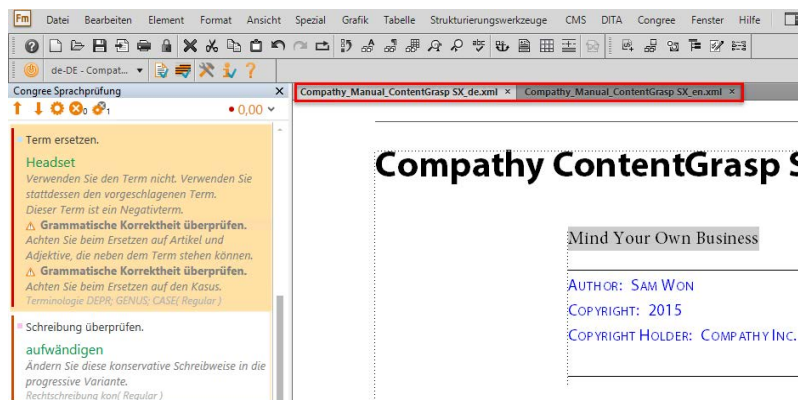 Fm Datei Bearbeiten Element Format Ansicht Spezial Grafik Tabelle Strukturierungswerkzeuge CMS DITA Congree Fenster Hilfe
de-DE - Compat...
Congree Sprachprüfung ×
Compathy_Manual_ContentGrasp SX_de.xml × Compathy_Manual_ContentGrasp SX_en.xml ×
0 1 0,00
Term ersetzen.
Headset
Verwenden Sie den Term nicht. Verwenden Sie
stattdessen den vorgeschlagenen Term.
Dieser Term ist ein Negativterm.
Grammatische Korrektheit überprüfen.
Achten Sie beim Ersetzen auf Artikel und
Adjektive, die neben dem Term stehen können.
Grammatische Korrektheit überprüfen.
Achten Sie beim Ersetzen auf den Kasus.
Terminologie DEPR; GENUS; CASE( Regular )
Schreibung überprüfen.
aufwändigen
Ändern Sie diese konservative Schreibweise in die
progressive Variante.
Rechtschreibung kon( Regular )
Compathy ContentGrasp S
Mind Your Own Business
AUTHOR: SAM WON
COPYRIGHT: 2015
COPYRIGHT HOLDER: COMPATHY INC.